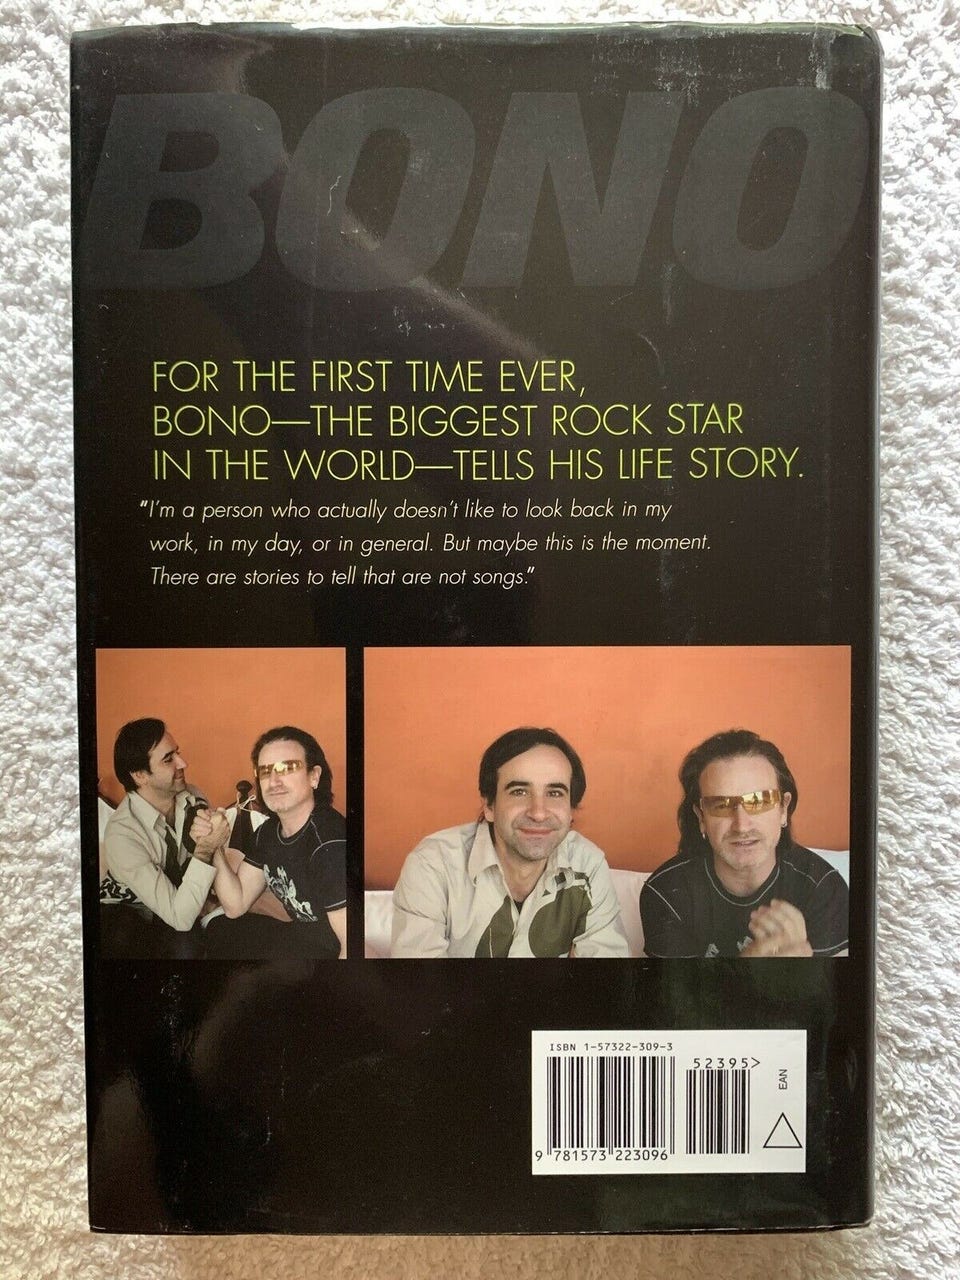 BONO
FOR THE FIRST TIME EVER,
BONO—THE BIGGEST ROCK STAR
IN THE WORLD—TELLS HIS LIFE STORY.
"I'm a person who actually doesn't like to look back in my
work, in my day, or in general. But maybe this is the moment.
There are stories to tell that are not songs."
ISBN 1-57322-309-3
52395>
EAN
9 781573 223096